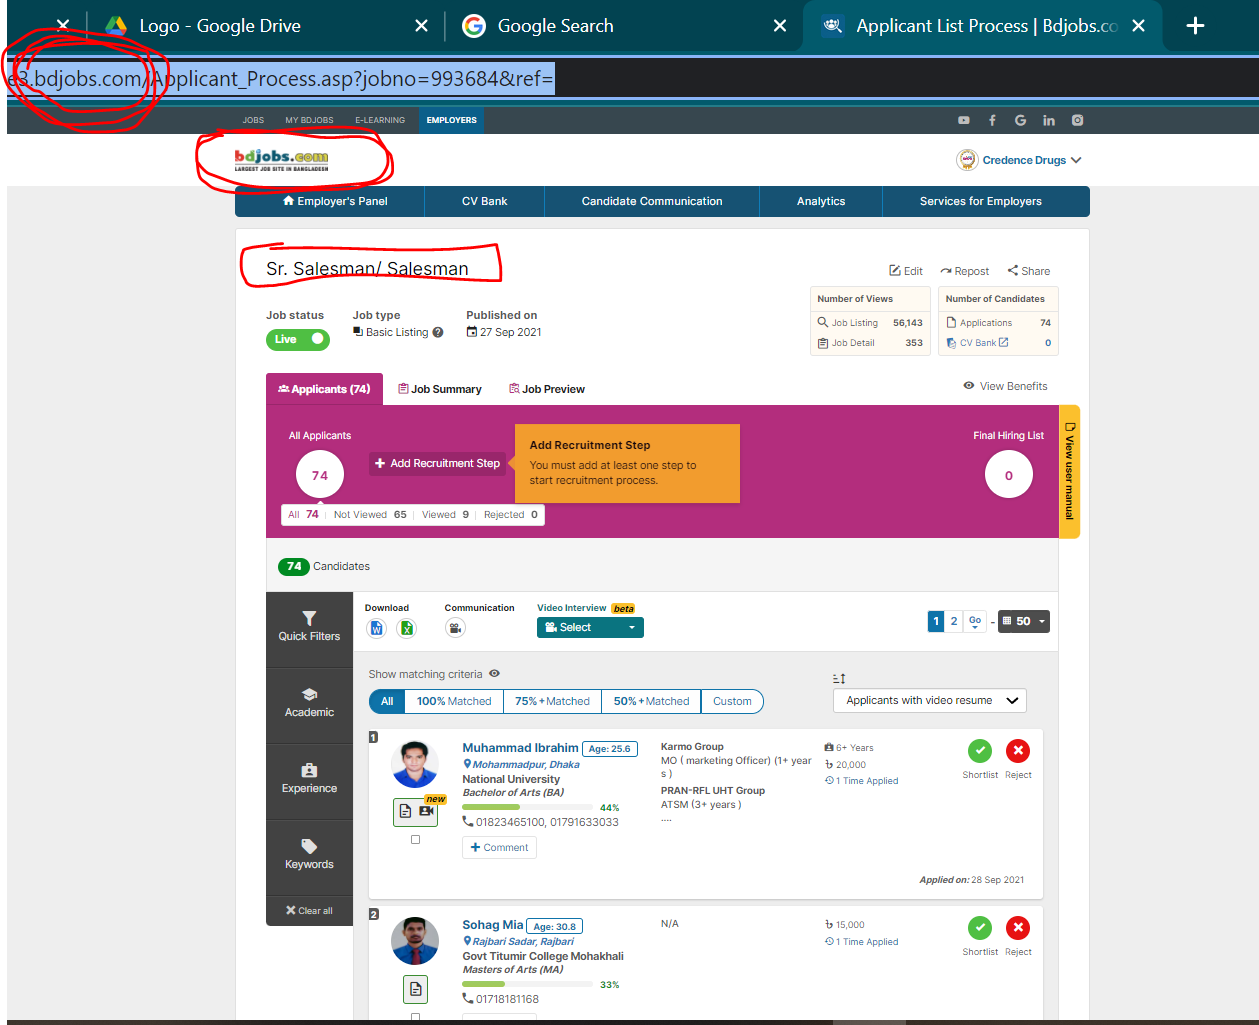 Logo - Google Drive
Google Search
Applicant List Process | Bdjobs.co
e3.bdjobs.com/Applicant_Process.asp?jobno=993684&ref=
JOBS MY BDJOBS E-LEARNING EMPLOYERS
bdjobs.com
LARGEST JOB SITE IN BANGLADESH
Credence Drugs
Employer's Panel CV Bank Candidate Communication Analytics Services for Employers
Sr. Salesman/ Salesman
Edit Repost Share
Job status Job type Published on
Live Basic Listing 27 Sep 2021
Number of Views
Job Listing 56,143
Job Detail 353
Number of Candidates
Applications 74
CV Bank 0
Applicants (74) Job Summary Job Preview
View Benefits
All Applicants
74
+ Add Recruitment Step
Add Recruitment Step
You must add at least one step to
start recruitment process.
Final Hiring List
0
View user manual
All 74 Not Viewed 65 Viewed 9 Rejected 0
74 Candidates
Quick Filters
Academic
Experience
Keywords
Clear all
Download Communication Video Interview beta
Select
1 2 Go - 50
Show matching criteria
All 100% Matched 75% + Matched 50% + Matched Custom
Applicants with video resume
1
Muhammad Ibrahim Age: 25.6
Mohammadpur, Dhaka
National University
Bachelor of Arts (BA)
44%
01823465100, 01791633033
+ Comment
new
Karmo Group
MO ( marketing Officer) (1+ year
s )
PRAN-RFL UHT Group
ATSM (3+ years )
....
6+ Years
৳ 20,000
1 Time Applied
Shortlist Reject
Applied on: 28 Sep 2021
2
Sohag Mia Age: 30.8
Rajbari Sadar, Rajbari
Govt Titumir College Mohakhali
Masters of Arts (MA)
33%
01718181168
N/A
৳ 15,000
1 Time Applied
Shortlist Reject